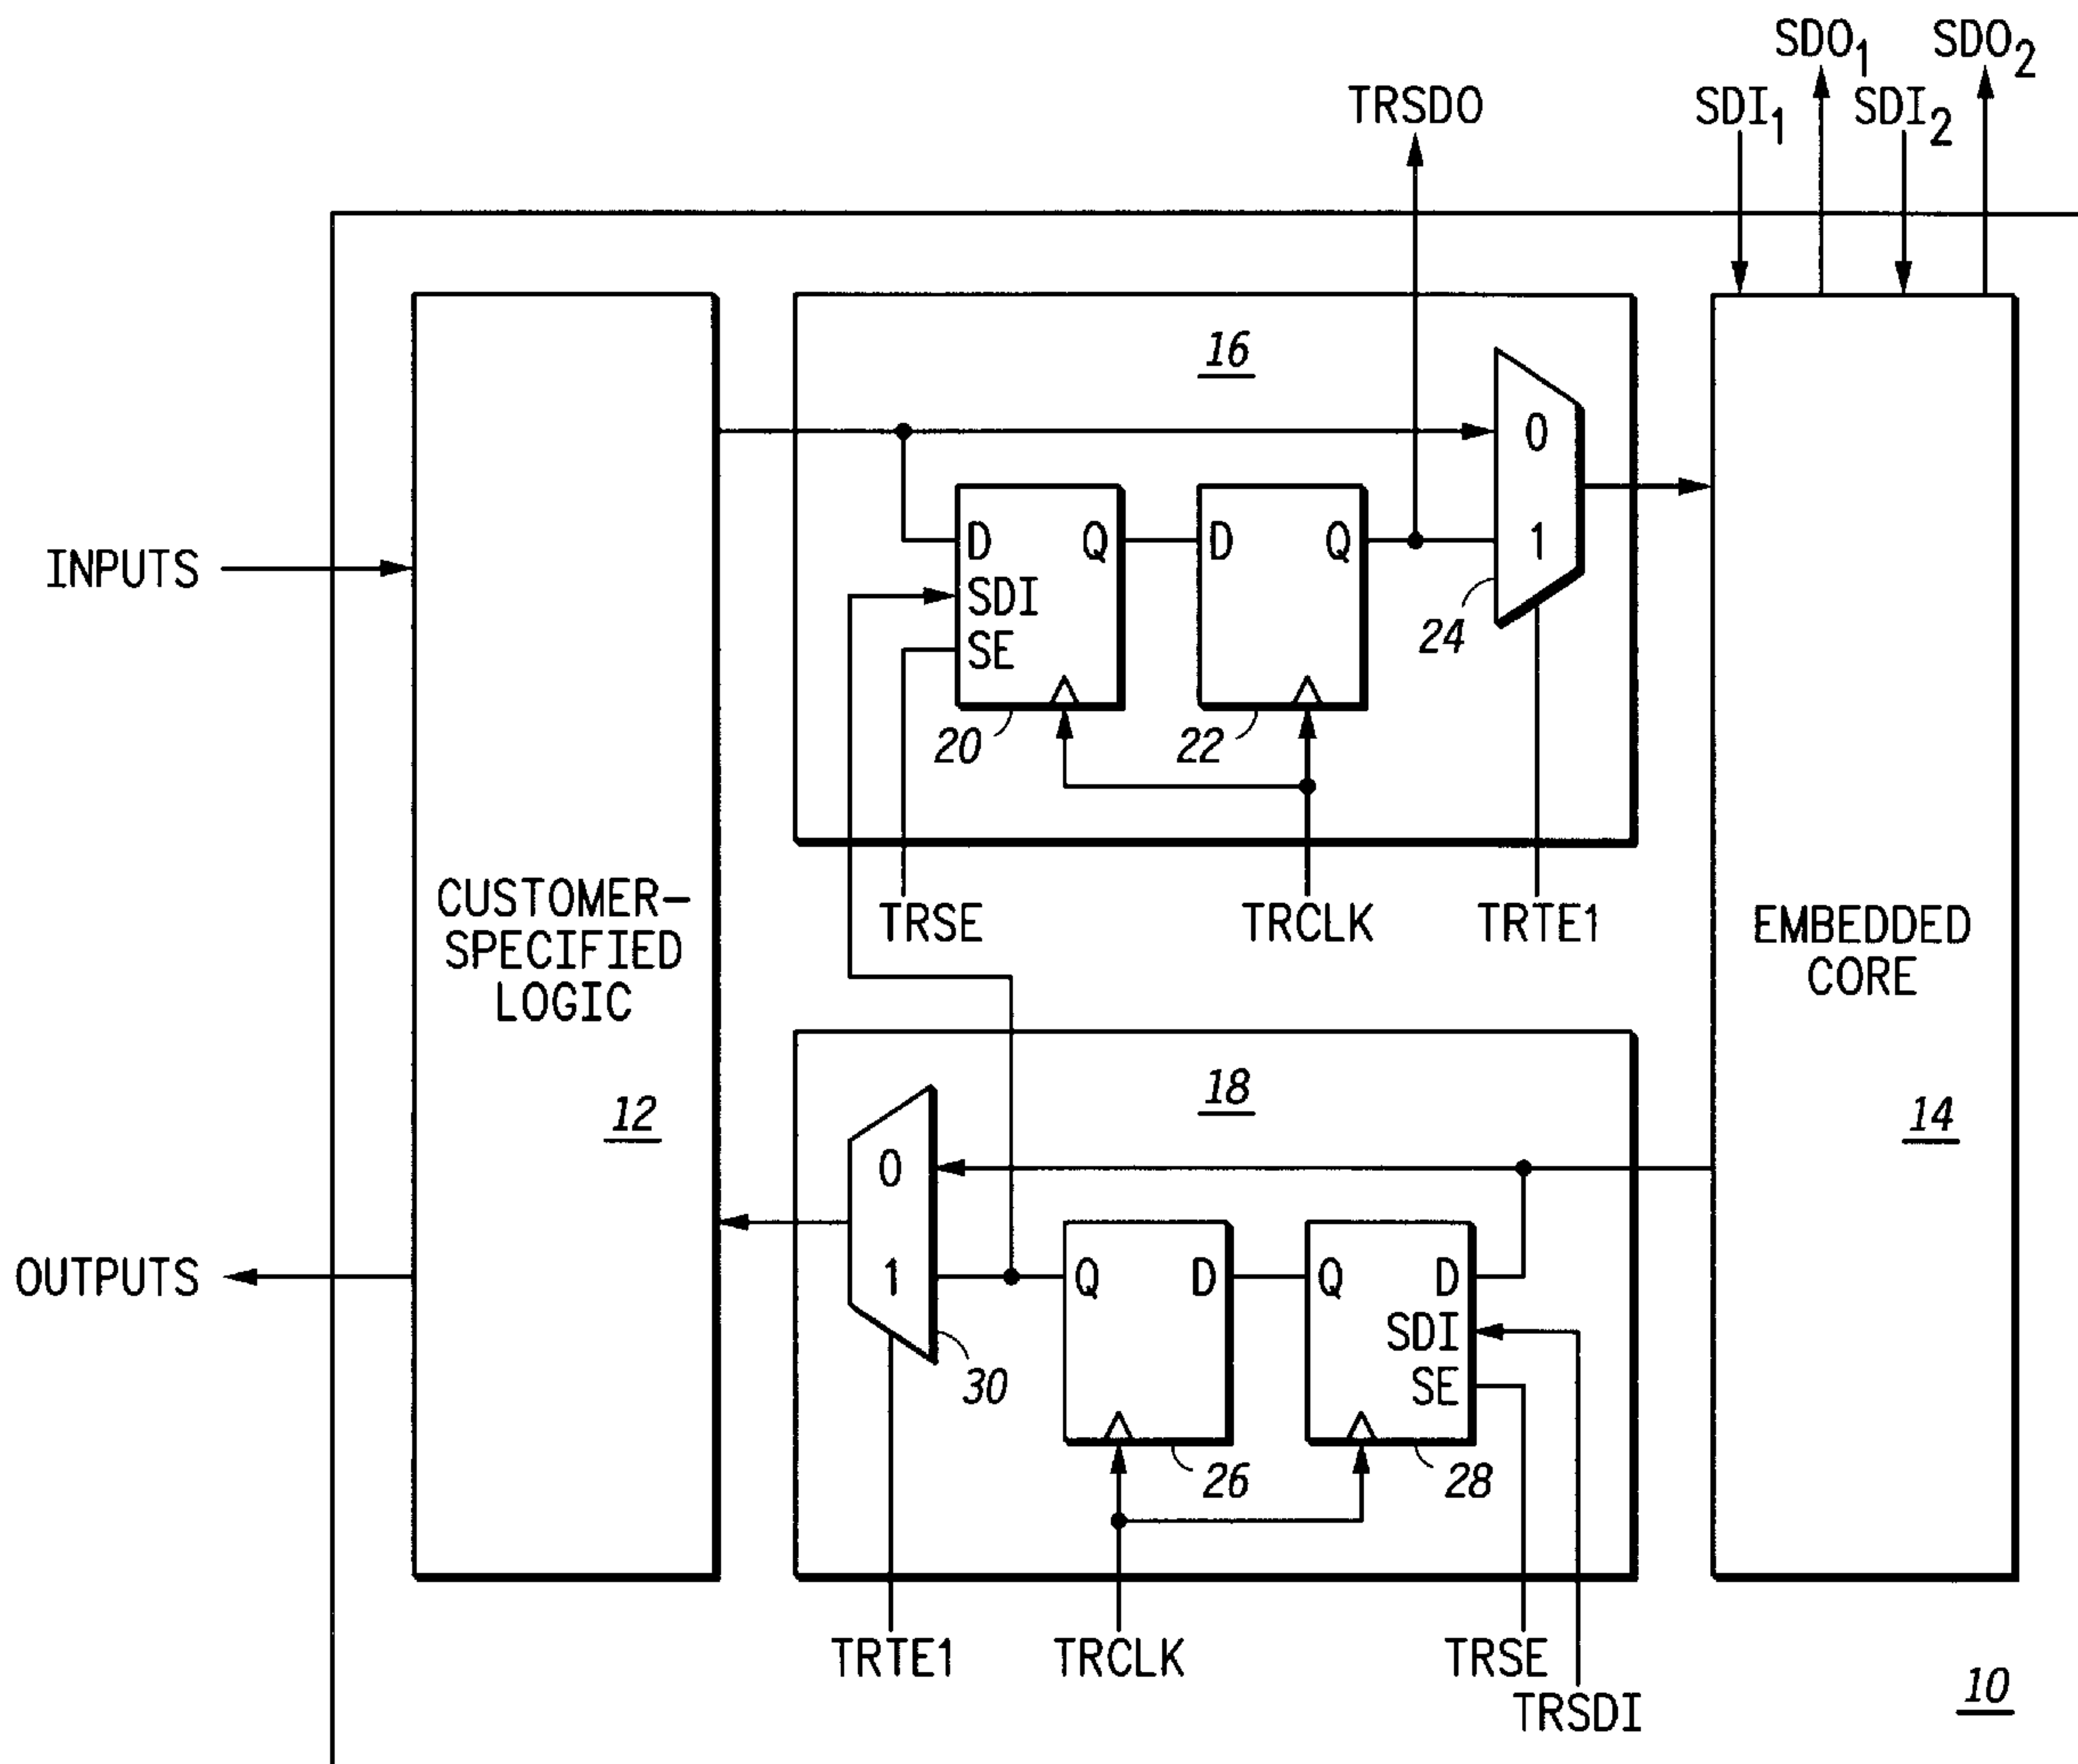 SDO1 SDO2
TRSDO SDI1 SDI2
16
0
INPUTS
D Q D Q 1
SDI
SE
24
20 22
CUSTOMER-
SPECIFIED
LOGIC
TRSE TRCLK TRTE1
EMBEDDED
CORE
12
18
14
0
OUTPUTS
1 Q D Q D
SDI
SE
30
26 28
TRTE1 TRCLK TRSE
TRSDI
10